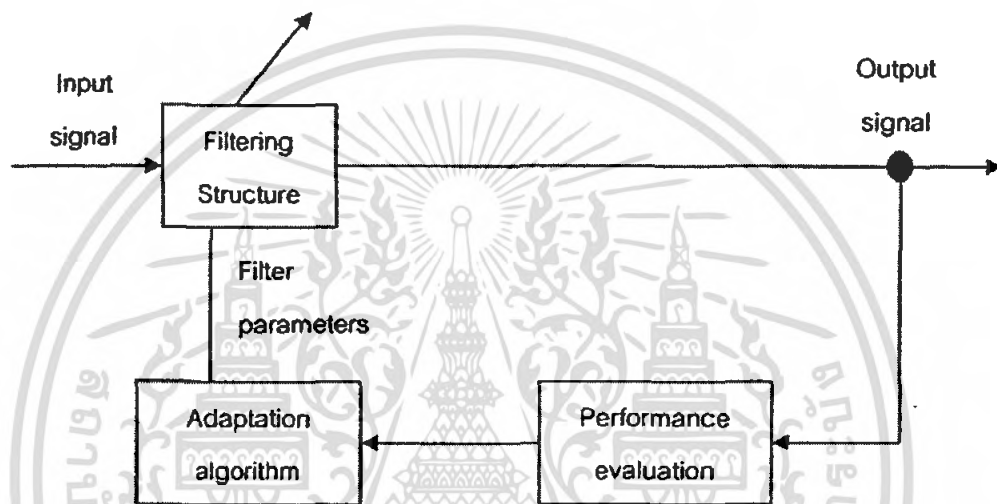 Input
signal
Filtering
Structure
Output
signal
Filter
parameters
Adaptation
algorithm
Performance
evaluation